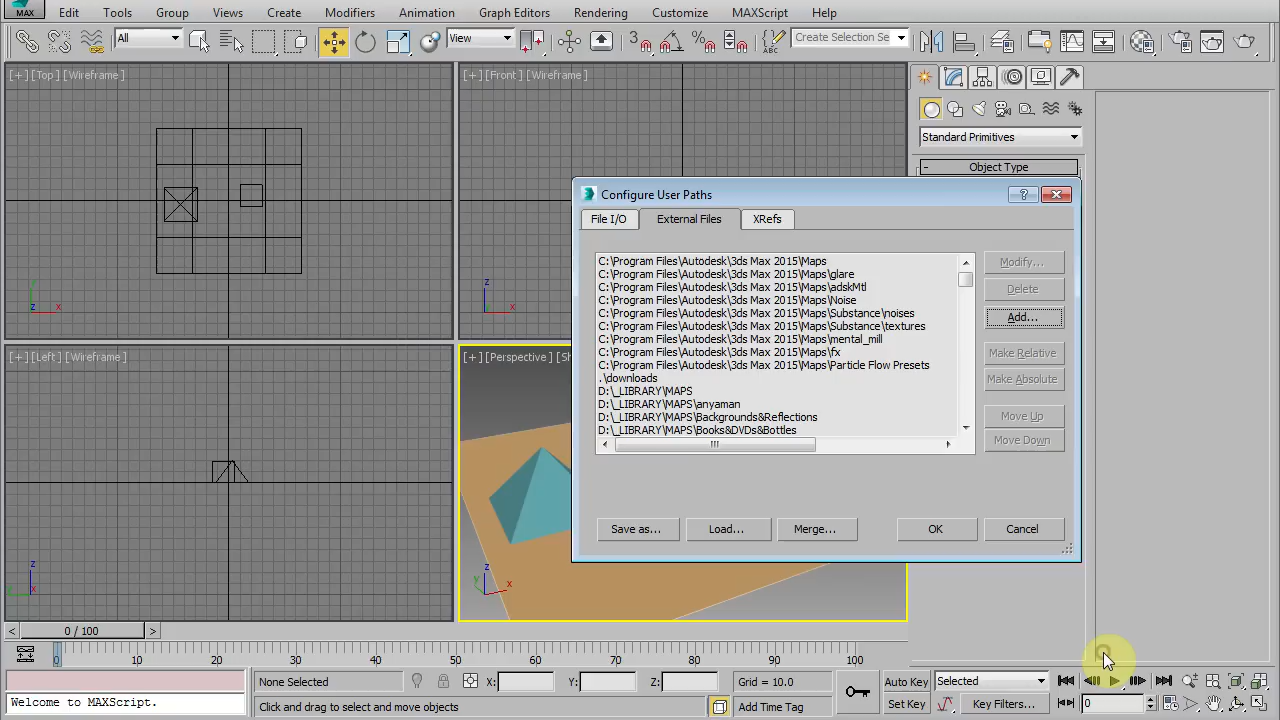 MAX Edit Tools Group Views Create Modifiers Animation Graph Editors Rendering Customize MAXScript Help
All View 3 Create Selection Se
[+] [Top] [Wireframe]
[+] [Front] [Wireframe]
Standard Primitives
- Object Type
Configure User Paths
File I/O External Files XRefs
C:\Program Files\Autodesk\3ds Max 2015\Maps
C:\Program Files\Autodesk\3ds Max 2015\Maps\glare
C:\Program Files\Autodesk\3ds Max 2015\Maps\adskMtl
C:\Program Files\Autodesk\3ds Max 2015\Maps\Noise
C:\Program Files\Autodesk\3ds Max 2015\Maps\Substance\noises
C:\Program Files\Autodesk\3ds Max 2015\Maps\Substance\textures
C:\Program Files\Autodesk\3ds Max 2015\Maps\mental_mill
C:\Program Files\Autodesk\3ds Max 2015\Maps\fx
C:\Program Files\Autodesk\3ds Max 2015\Maps\Particle Flow Presets
.\downloads
D:\_LIBRARY\MAPS
D:\_LIBRARY\MAPS\anyaman
D:\_LIBRARY\MAPS\Backgrounds&Reflections
D:\_LIBRARY\MAPS\Books&DVDs&Bottles
Modify...
Delete
Add...
Make Relative
Make Absolute
Move Up
Move Down
Save as... Load... Merge... OK Cancel
y
z x
z
x
[+] [Left] [Wireframe]
[+] [Perspective] [Sh
z
y x
z
y x
< 0 / 100 >
0 10 20 30 40 50 60 70 80 90 100
None Selected X: Y: Z: Grid = 10.0 Auto Key Selected
Welcome to MAXScript. Click and drag to select and move objects Add Time Tag Set Key Key Filters... 0